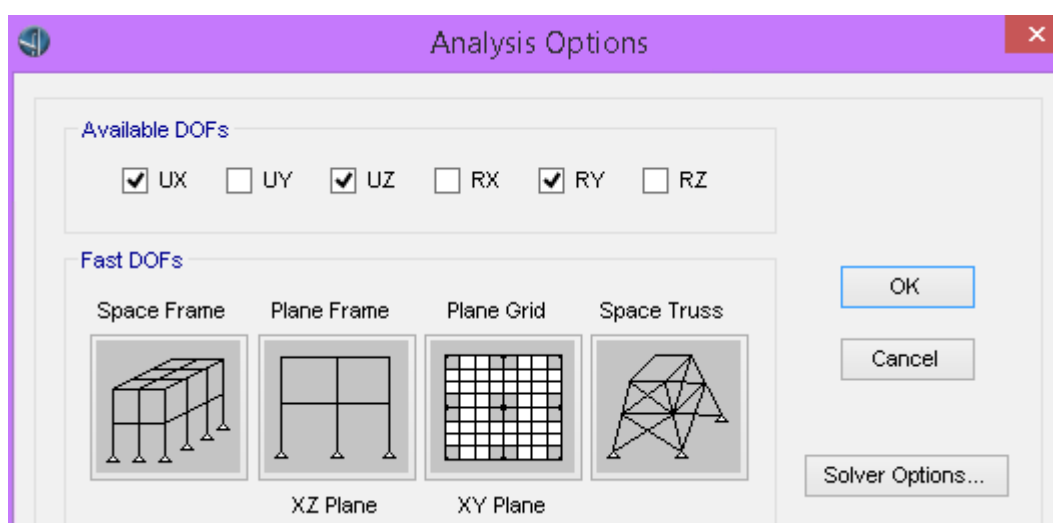 Analysis Options
Available DOFs
UX UY UZ RX RY RZ
Fast DOFs
Space Frame Plane Frame Plane Grid Space Truss
OK
Cancel
Solver Options...
XZ Plane XY Plane